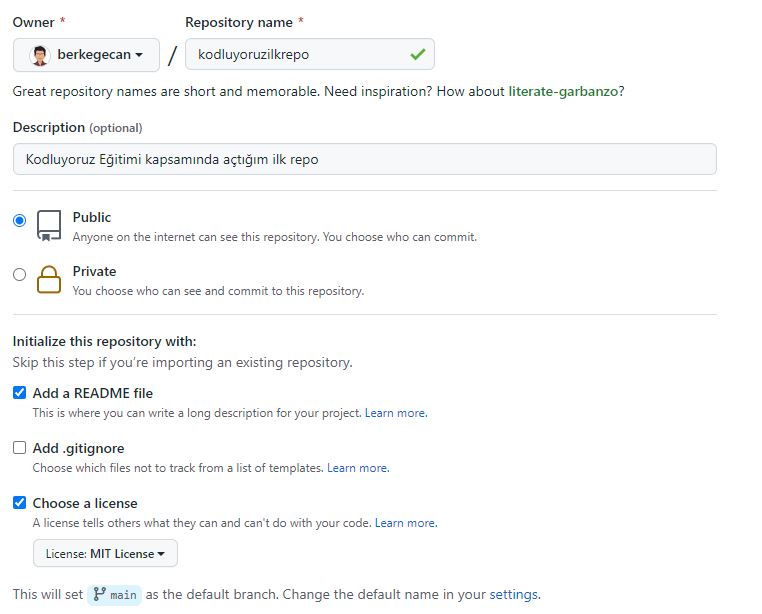 Owner * Repository name *
berkegecan / kodluyoruzilkrepo
Great repository names are short and memorable. Need inspiration? How about literate-garbanzo?
Description (optional)
Kodluyoruz Eğitimi kapsamında açtığım ilk repo
Public
Anyone on the internet can see this repository. You choose who can commit.
Private
You choose who can see and commit to this repository.
Initialize this repository with:
Skip this step if you're importing an existing repository.
Add a README file
This is where you can write a long description for your project. Learn more.
Add .gitignore
Choose which files not to track from a list of templates. Learn more.
Choose a license
A license tells others what they can and can't do with your code. Learn more.
License: MIT License
This will set main as the default branch. Change the default name in your settings.